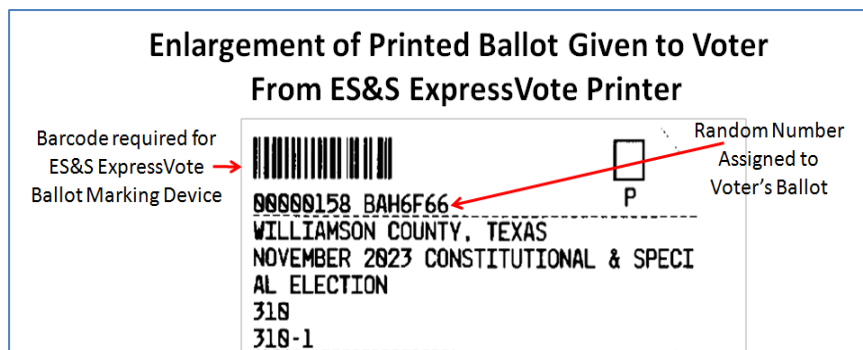 Enlargement of Printed Ballot Given to Voter
From ES&S ExpressVote Printer
Barcode required for
ES&S ExpressVote
Ballot Marking Device
Random Number
Assigned to
Voter's Ballot
P
00000158 BAH6F66
WILLIAMSON COUNTY, TEXAS
NOVEMBER 2023 CONSTITUTIONAL & SPECI
AL ELECTION
310
310-1